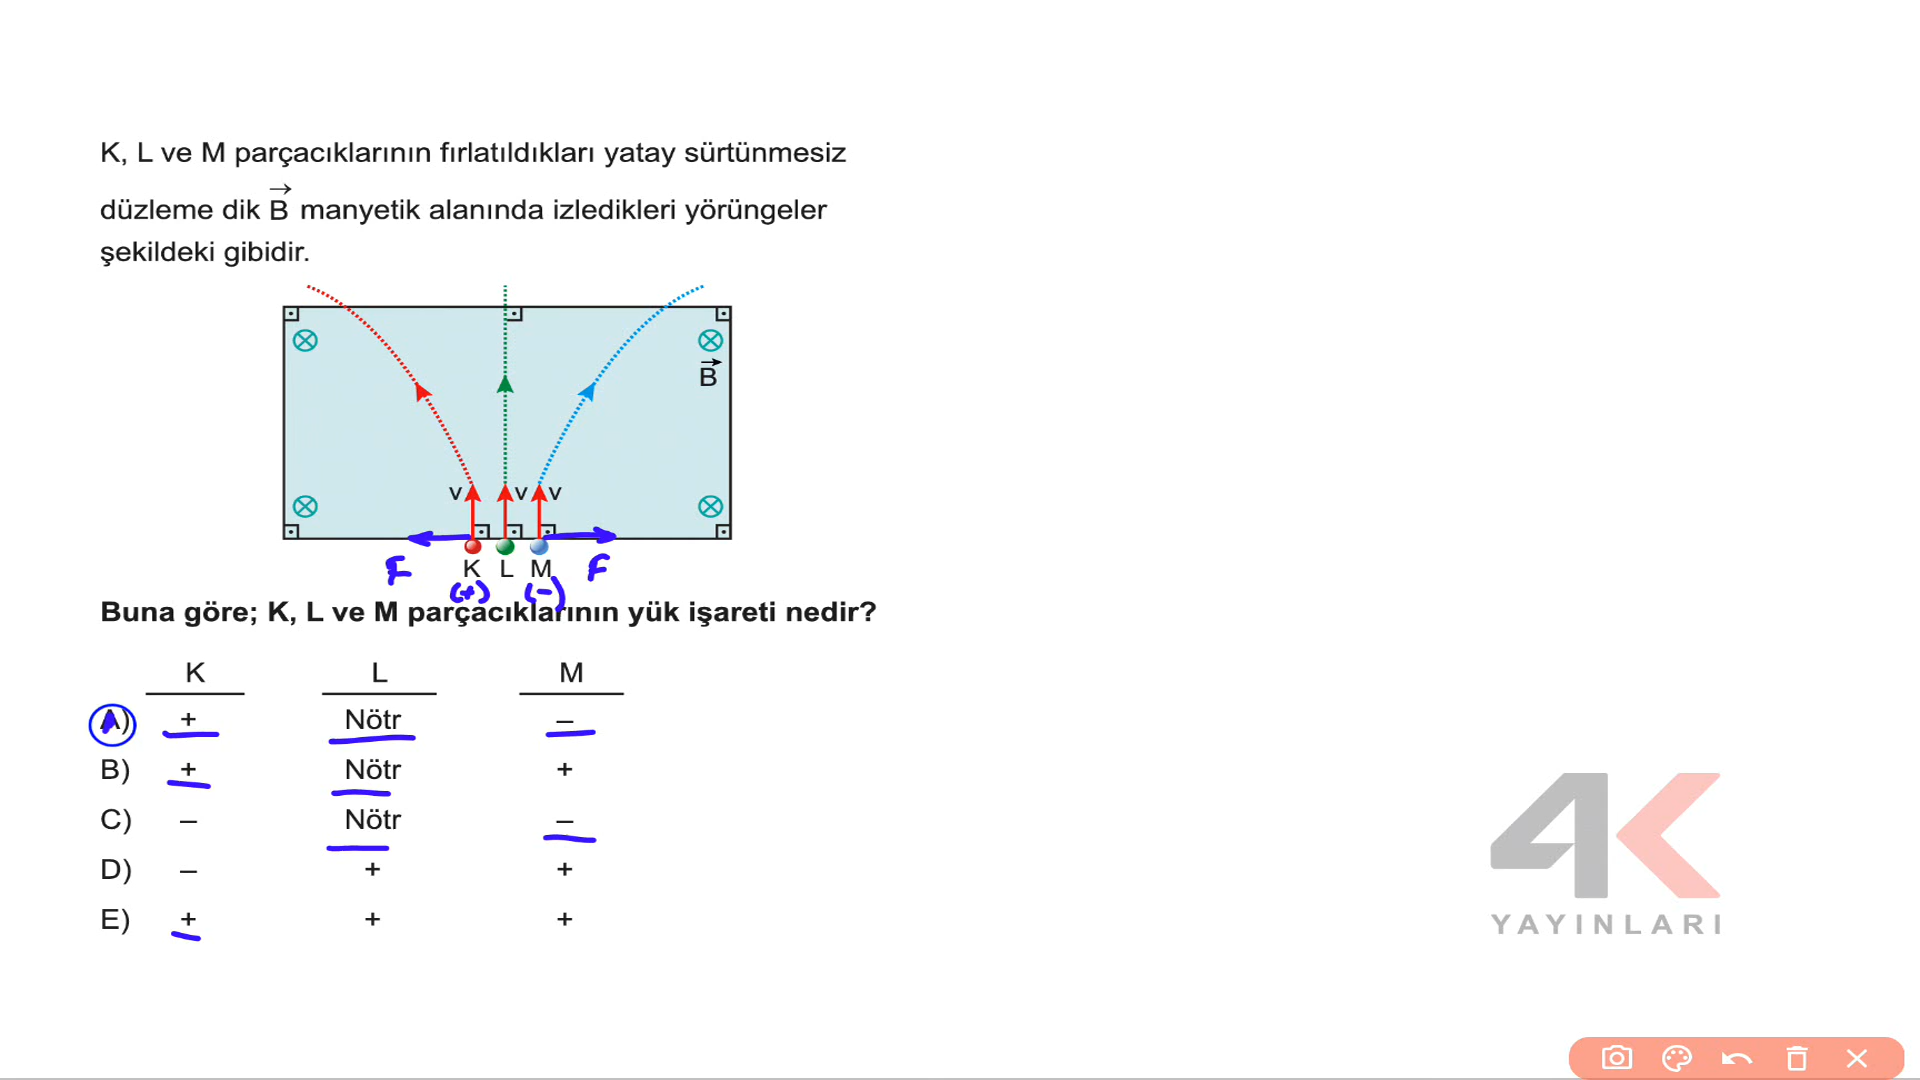 K, L ve M parçacıklarının fırlatıldıkları yatay sürtünmesiz
düzleme dik B manyetik alanında izledikleri yörüngeler
şekildeki gibidir.
B
v v v
F F
K L M
(+) (-)
Buna göre; K, L ve M parçacıklarının yük işareti nedir?
K L M
A) + Nötr –
B) + Nötr +
C) – Nötr –
D) – + +
E) + + +
4K
YAYINLARI